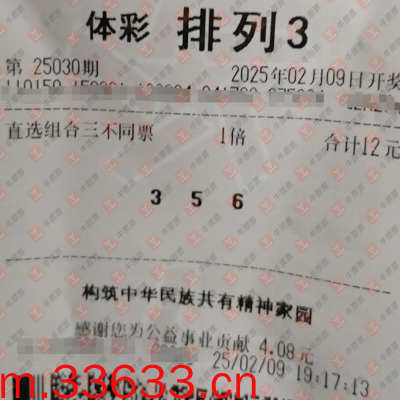 体彩 排列3
第 25030期 2025年02月09日开奖
直选组合三不同票 1倍 合计12元
3 5 6
构筑中华民族共有精神家园
感谢您为公益事业贡献 4.08元
25/02/09 19:17:13
m.33633.cn